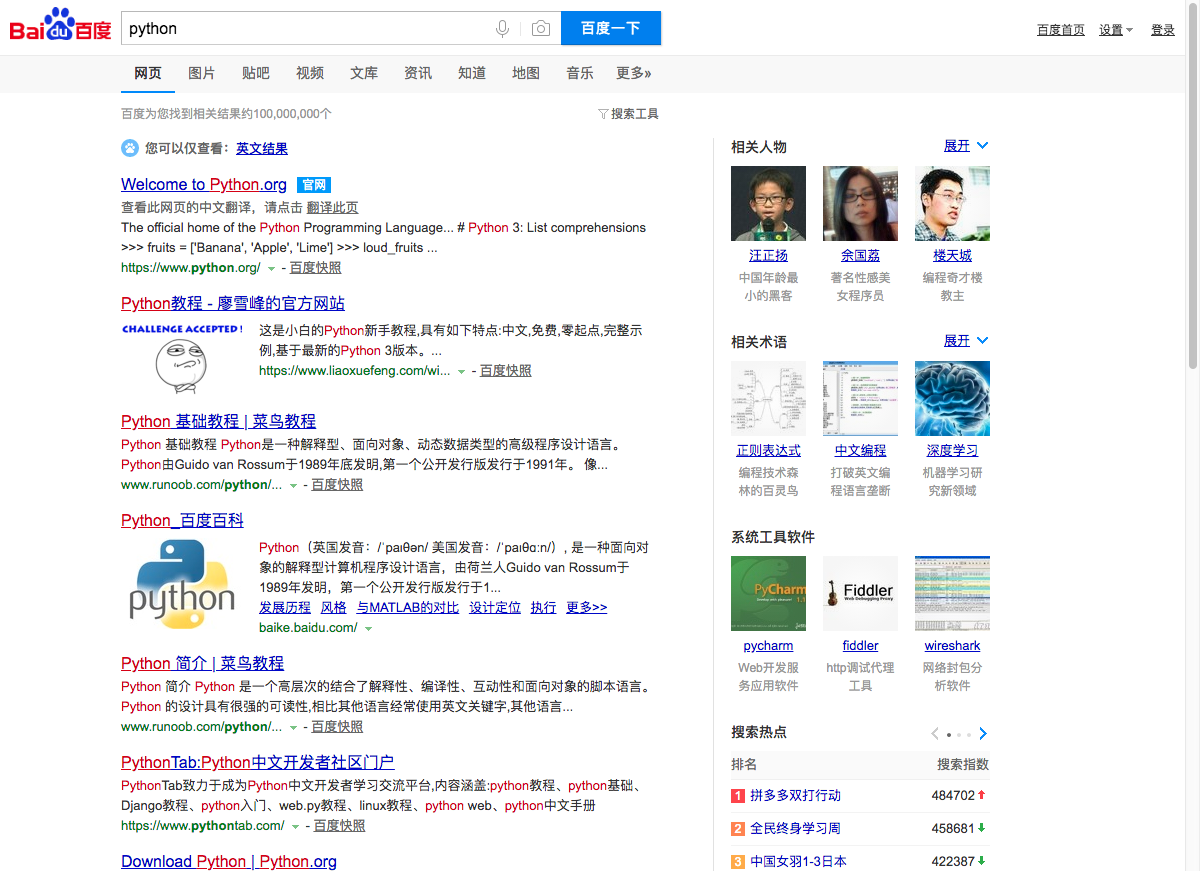 Bai du 百度
python
百度一下
百度首页 设置 登录
网页 图片 贴吧 视频 文库 资讯 知道 地图 音乐 更多»
百度为您找到相关结果约100,000,000个
搜索工具
您可以仅查看：英文结果
Welcome to Python.org 官网
查看此网页的中文翻译，请点击 翻译此页
The official home of the Python Programming Language... # Python 3: List comprehensions
>>> fruits = ['Banana', 'Apple', 'Lime'] >>> loud_fruits ...
https://www.python.org/ - 百度快照
Python教程 - 廖雪峰的官方网站
CHALLENGE ACCEPTED!
这是小白的Python新手教程,具有如下特点:中文,免费,零起点,完整示
例,基于最新的Python 3版本。...
https://www.liaoxuefeng.com/wi... - 百度快照
Python 基础教程 | 菜鸟教程
Python 基础教程 Python是一种解释型、面向对象、动态数据类型的高级程序设计语言。
Python由Guido van Rossum于1989年底发明,第一个公开发行版发行于1991年。 像...
www.runoob.com/python/... - 百度快照
Python_百度百科
python
Python（英国发音：/ˈpaɪθən/ 美国发音：/ˈpaɪθɑːn/）, 是一种面向对
象的解释型计算机程序设计语言，由荷兰人Guido van Rossum于
1989年发明，第一个公开发行版发行于1...
发展历程 风格 与MATLAB的对比 设计定位 执行 更多>>
baike.baidu.com/
Python 简介 | 菜鸟教程
Python 简介 Python 是一个高层次的结合了解释性、编译性、互动性和面向对象的脚本语言。
Python 的设计具有很强的可读性,相比其他语言经常使用英文关键字,其他语言...
www.runoob.com/python/... - 百度快照
PythonTab:Python中文开发者社区门户
PythonTab致力于成为Python中文开发者学习交流平台,内容涵盖:python教程、python基础、
Django教程、python入门、web.py教程、linux教程、python web、python中文手册
https://www.pythontab.com/ - 百度快照
Download Python | Python.org
相关人物 展开
汪正扬 余国荔 楼天城
中国年龄最 著名性感美 编程奇才楼
小的黑客 女程序员 教主
相关术语 展开
正则表达式 中文编程 深度学习
编程技术森 打破英文编 机器学习研
林的百灵鸟 程语言垄断 究新领域
系统工具软件
PyCharm
Fiddler
Web Debugging Proxy
pycharm fiddler wireshark
Web开发服 http调试代理 网络封包分
务应用软件 工具 析软件
搜索热点
排名 搜索指数
1 拼多多双打行动 484702
2 全民终身学习周 458681
3 中国女羽1-3日本 422387